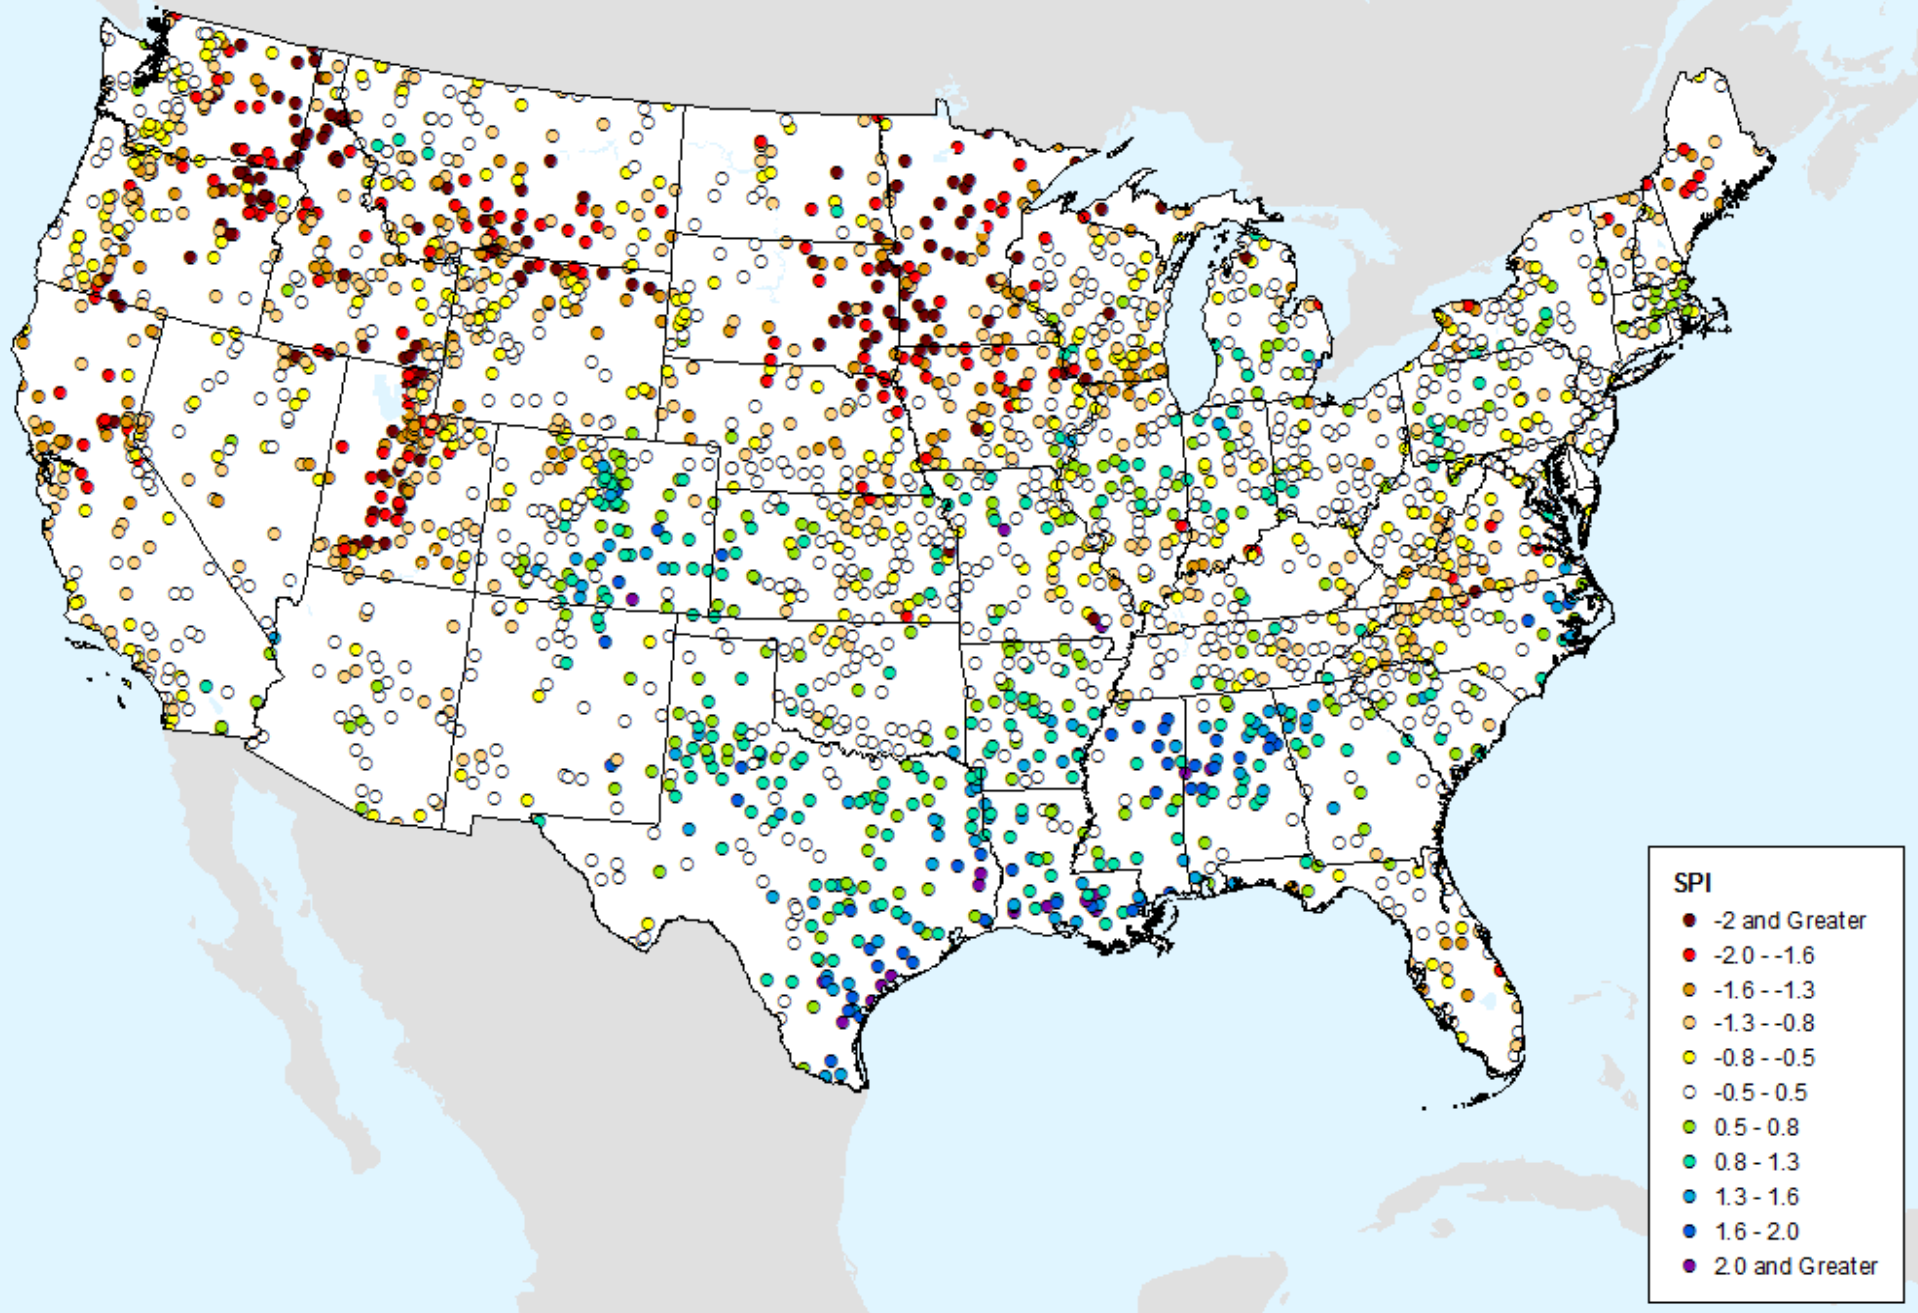 SPI
-2 and Greater
-2.0 - -1.6
-1.6 - -1.3
-1.3 - -0.8
-0.8 - -0.5
-0.5 - 0.5
0.5 - 0.8
0.8 - 1.3
1.3 - 1.6
1.6 - 2.0
2.0 and Greater